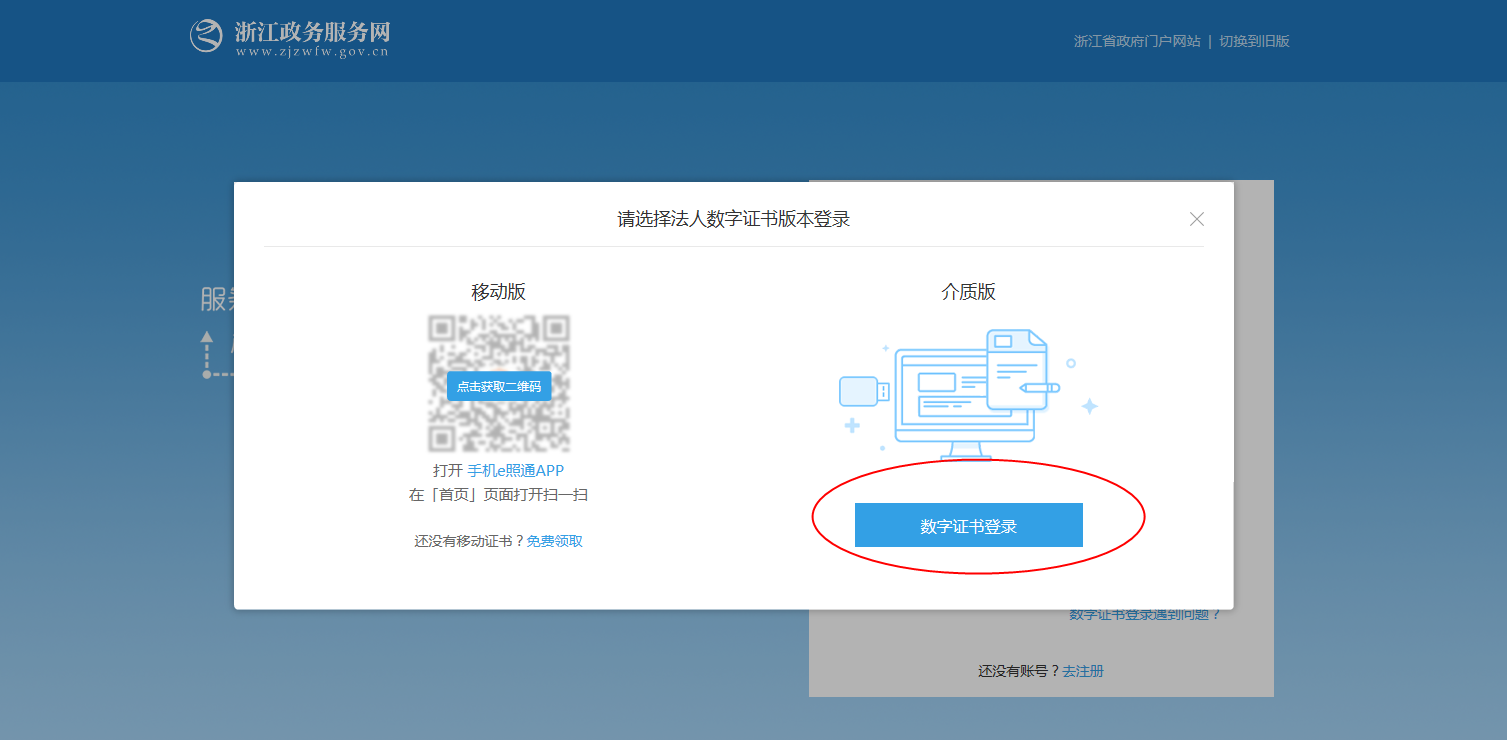 浙江政务服务网
www.zjzwfw.gov.cn
浙江省政府门户网站 | 切换到旧版
请选择法人数字证书版本登录
移动版
介质版
服
点击获取二维码
打开 手机e照通APP
在「首页」页面打开扫一扫
还没有移动证书？免费领取
数字证书登录
数字证书登录遇到问题？
还没有账号？去注册